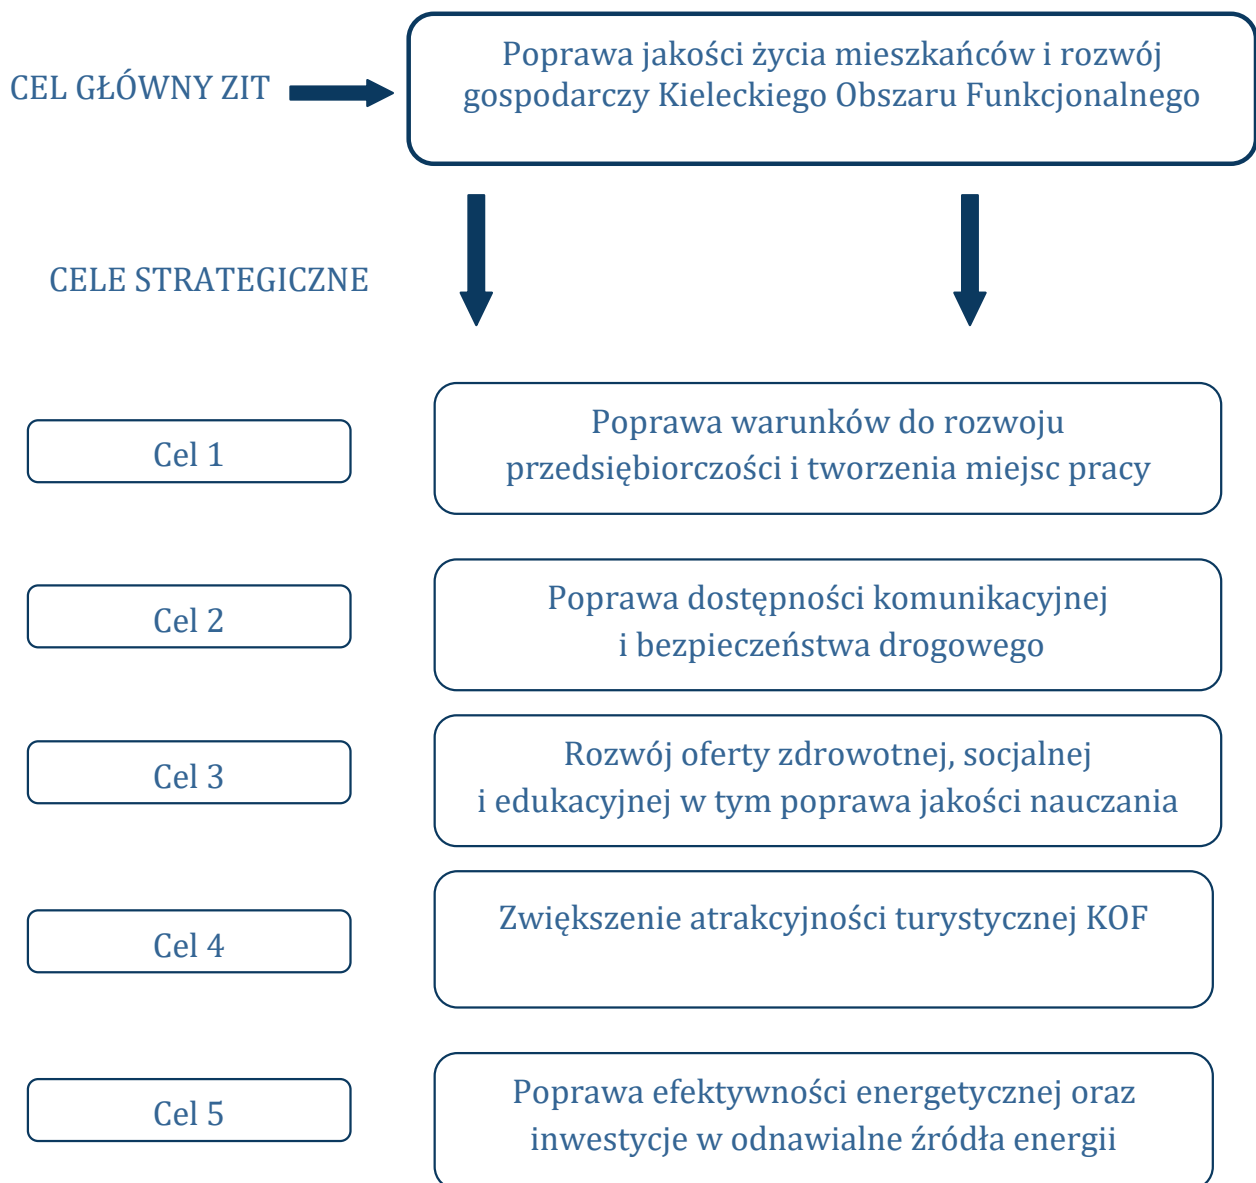 CEL GŁÓWNY ZIT
Poprawa jakości życia mieszkańców i rozwój
gospodarczy Kieleckiego Obszaru Funkcjonalnego
CELE STRATEGICZNE
Cel 1
Poprawa warunków do rozwoju
przedsiębiorczości i tworzenia miejsc pracy
Cel 2
Poprawa dostępności komunikacyjnej
i bezpieczeństwa drogowego
Cel 3
Rozwój oferty zdrowotnej, socjalnej
i edukacyjnej w tym poprawa jakości nauczania
Cel 4
Zwiększenie atrakcyjności turystycznej KOF
Cel 5
Poprawa efektywności energetycznej oraz
inwestycje w odnawialne źródła energii